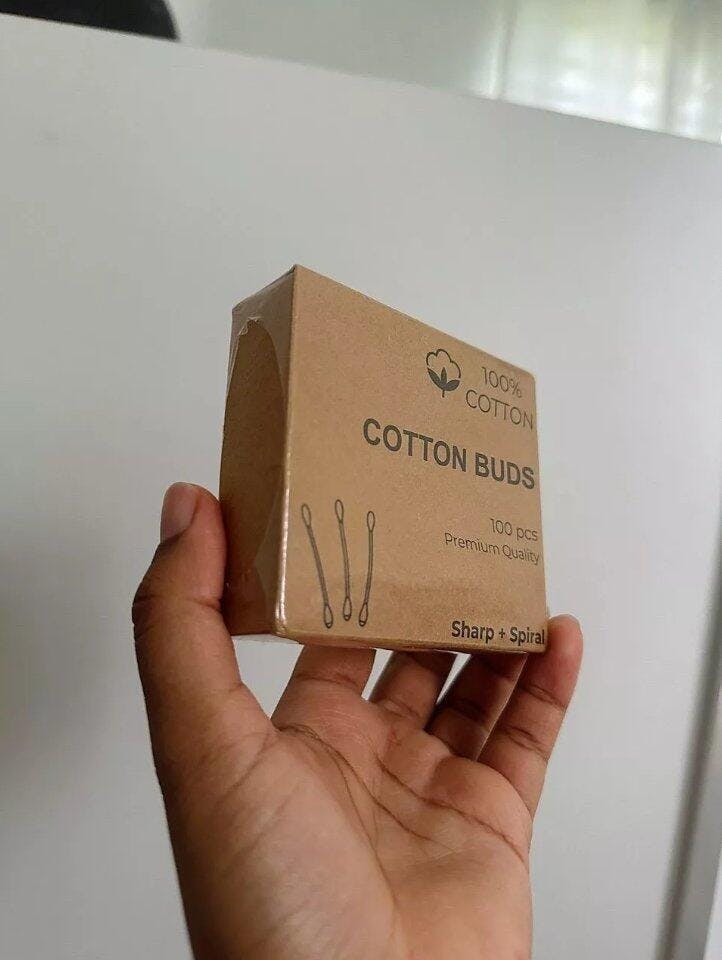 100%
COTTON
COTTON BUDS
100 pcs
Premium Quality
Sharp + Spiral